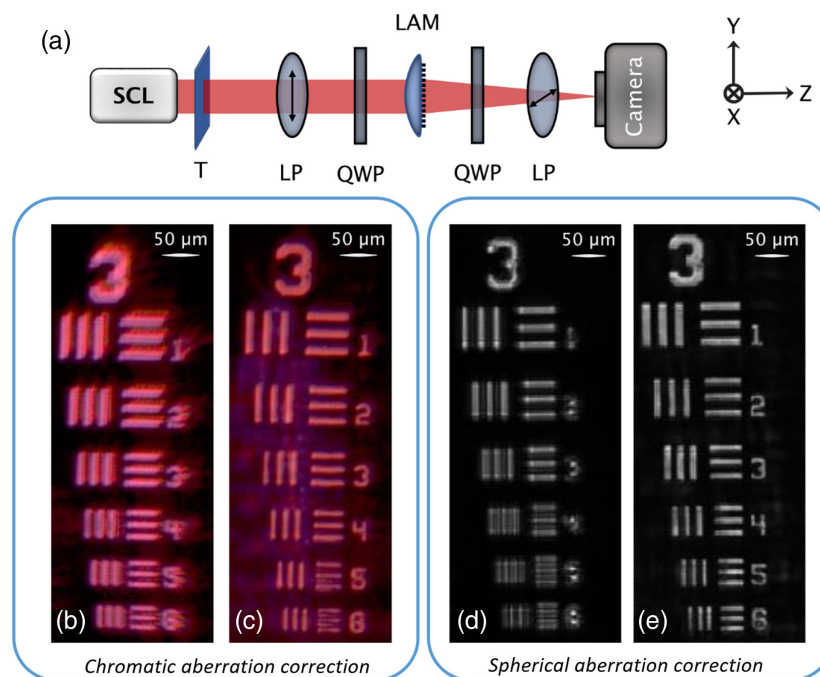 (a)
LAM
SCL
Camera
T
LP
QWP
QWP
LP
Y
X
Z
50 μm
50 μm
50 μm
50 μm
3
3
3
3
1
1
1
1
2
2
2
2
3
3
3
3
4
4
4
5
5
5
6
6
6
(b)
(c)
(d)
(e)
Chromatic aberration correction
Spherical aberration correction